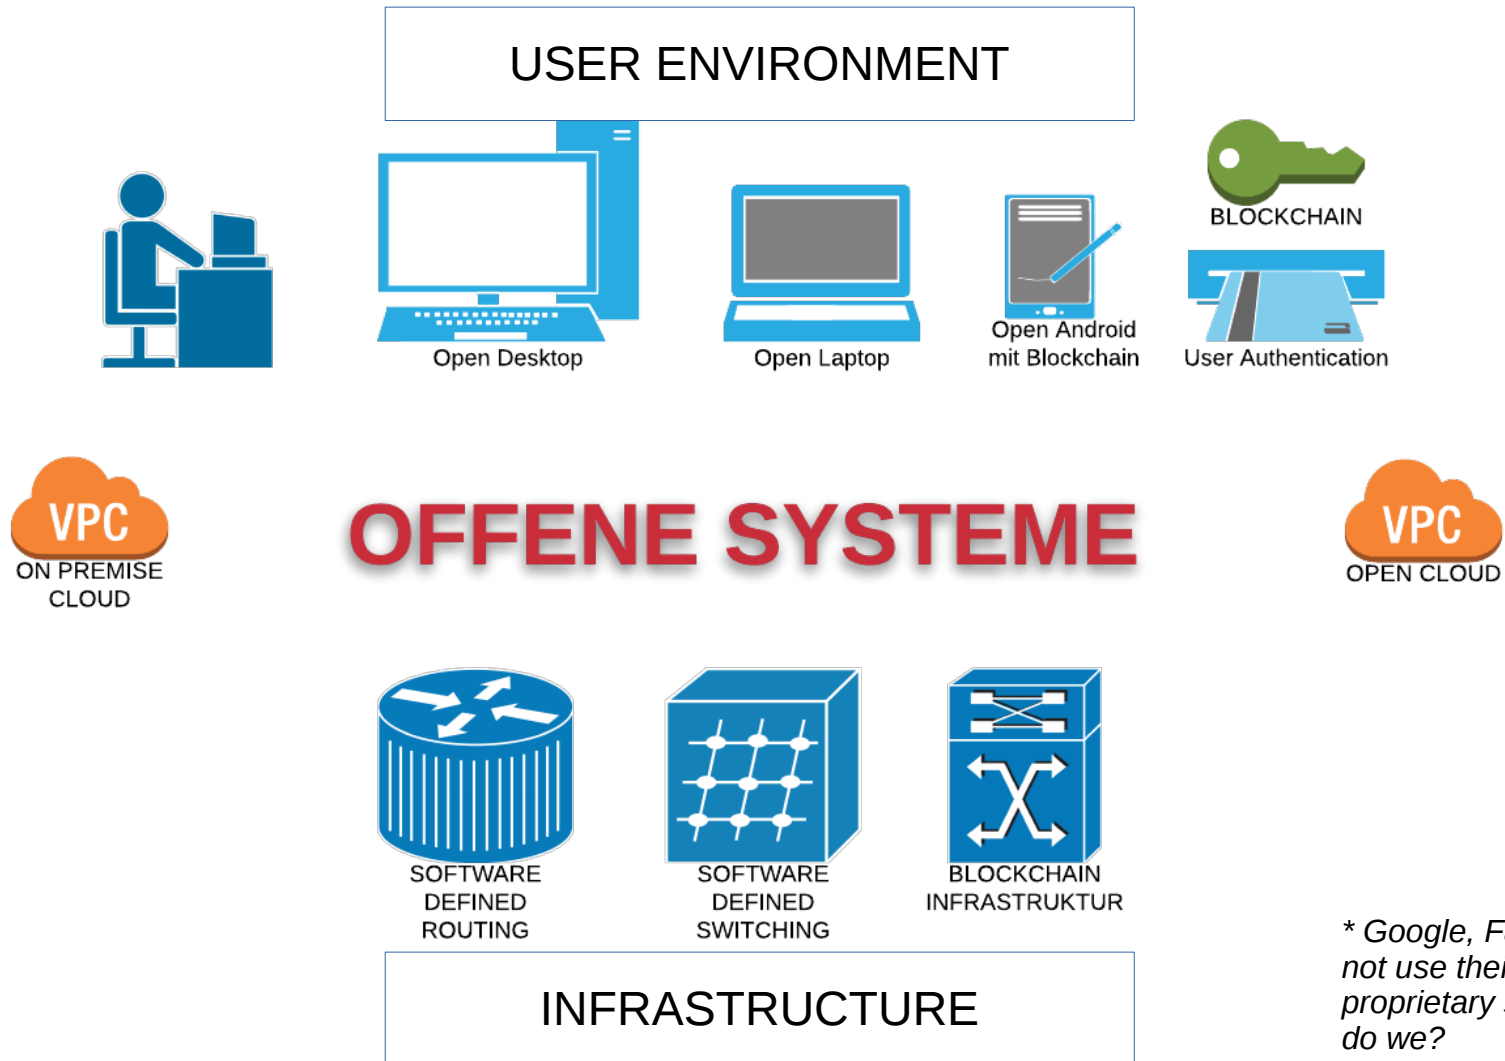 USER ENVIRONMENT
BLOCKCHAIN
Open Desktop
Open Laptop
Open Android
mit Blockchain
User Authentication
VPC
ON PREMISE
CLOUD
OFFENE SYSTEME
VPC
OPEN CLOUD
SOFTWARE
DEFINED
ROUTING
SOFTWARE
DEFINED
SWITCHING
BLOCKCHAIN
INFRASTRUKTUR
* Google,
not use
proprietary
do we?
INFRASTRUCTURE